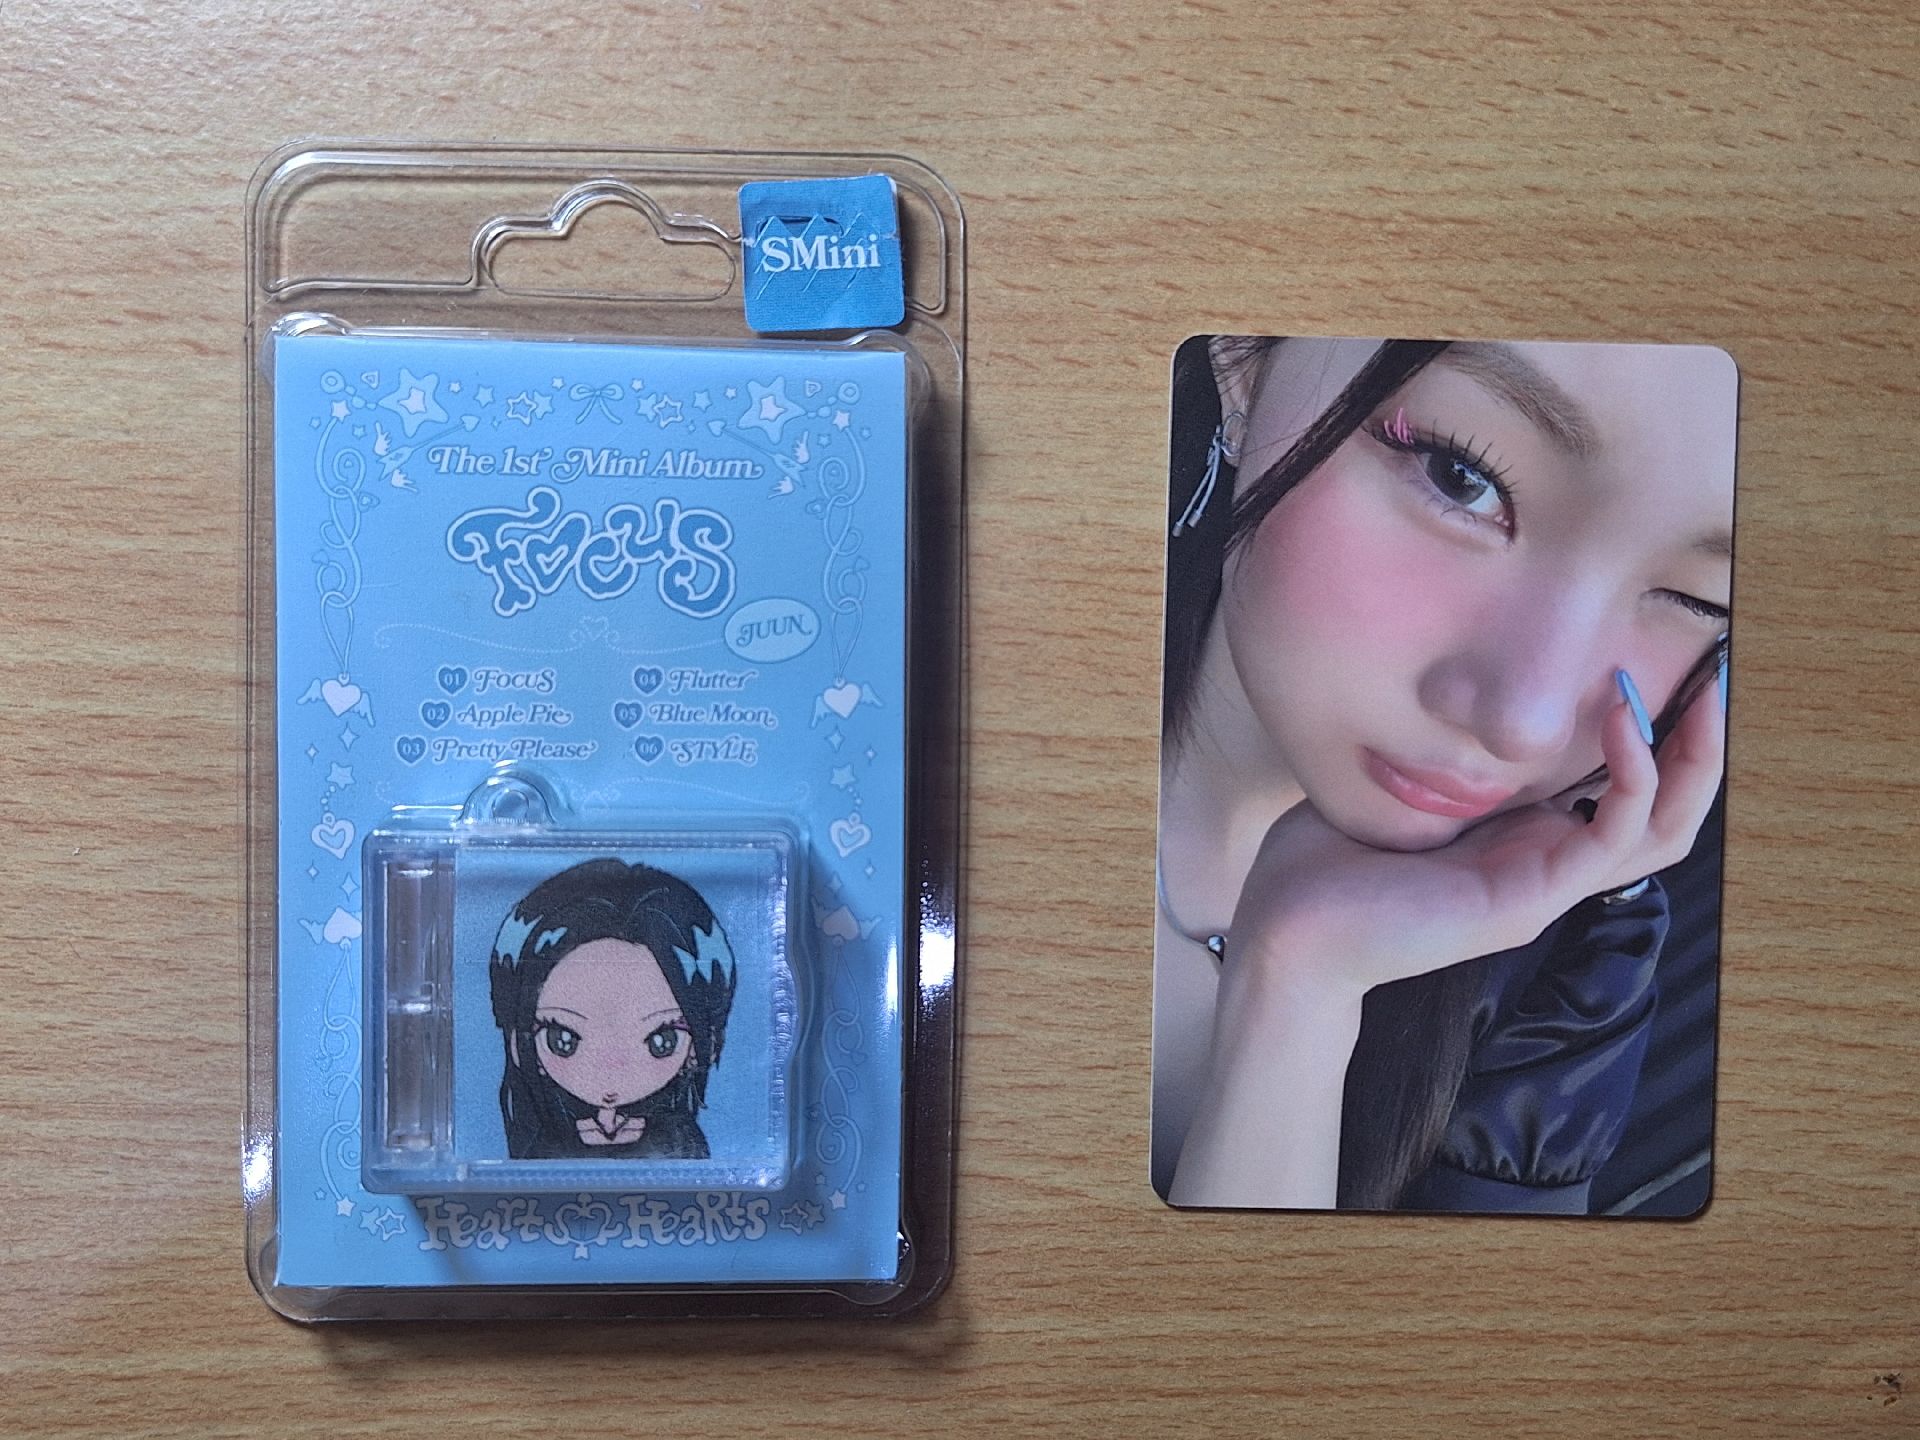 SMini
The 1st Mini Album
FOCUS
JUUN
01 FOCUS
04 Flutter
02 Apple Pie
05 Blue Moon
03 Pretty Please
06 STYLE
Hearts2Hearts